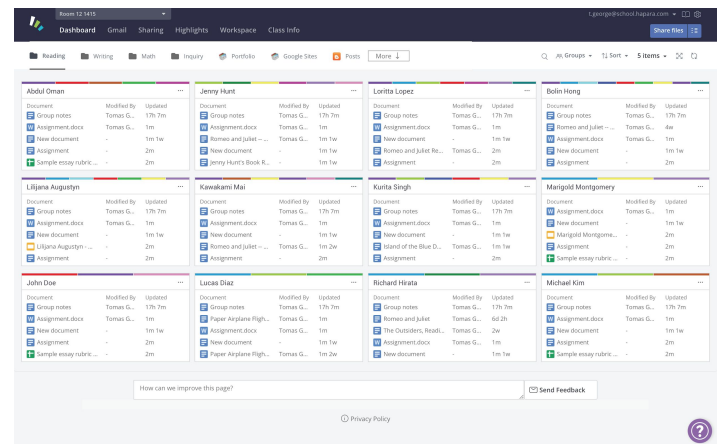 Room 12 1415
t.george@school.hapara.com
Dashboard Gmail Sharing Highlights Workspace Class Info
Share files
Reading Writing Math Inquiry Portfolio Google Sites Posts More ↓
Groups Sort 5 items
Abdul Oman
Document Modified By Updated
Group notes Tomas G... 17h 7m
Assignment.docx Tomas G... 1m
New document - 1m 1w
Assignment - 2m
Sample essay rubric ... - 2m
Jenny Hunt
Document Modified By Updated
Group notes Tomas G... 17h 7m
Assignment.docx Tomas G... 1m
Romeo and Juliet -- ... Tomas G... 1m 1w
New document - 1m 1w
Jenny Hunt's Book R... - 1m 1w
Loritta Lopez
Document Modified By Updated
Group notes Tomas G... 17h 7m
Assignment.docx Tomas G... 1m
New document - 1m 1w
Romeo and Juliet Re... Tomas G... 2m
Assignment - 2m
Bolin Hong
Document Modified By Updated
Group notes Tomas G... 17h 7m
Romeo and Juliet -- ... Tomas G... 4w
Assignment.docx Tomas G... 1m
New document - 1m 1w
Assignment - 2m
Lilijana Augustyn
Document Modified By Updated
Group notes Tomas G... 17h 7m
Assignment.docx Tomas G... 1m
New document - 1m 1w
Lilijana Augustyn - ... - 2m
Assignment - 2m
Kawakami Mai
Document Modified By Updated
Group notes Tomas G... 17h 7m
Assignment.docx Tomas G... 1m
New document - 1m 1w
Romeo and Juliet -- ... Tomas G... 1m 2w
Assignment - 2m
Kurita Singh
Document Modified By Updated
Group notes Tomas G... 17h 7m
Assignment.docx Tomas G... 1m
New document - 1m 1w
Island of the Blue D... Tomas G... 1m 1w
Assignment - 2m
Marigold Montgomery
Document Modified By Updated
Assignment.docx Tomas G... 1m
New document - 1m 1w
Marigold Montgome... - 2m
Assignment - 2m
Sample essay rubric ... - 2m
John Doe
Document Modified By Updated
Group notes Tomas G... 17h 7m
Assignment.docx Tomas G... 1m
New document - 1m 1w
Assignment - 2m
Sample essay rubric ... - 2m
Lucas Diaz
Document Modified By Updated
Group notes Tomas G... 17h 7m
Paper Airplane Fligh... Tomas G... 1m
Assignment.docx Tomas G... 1m
New document - 1m 1w
Paper Airplane Fligh... Tomas G... 1m 2w
Richard Hirata
Document Modified By Updated
Group notes Tomas G... 17h 7m
Romeo and Juliet Tomas G... 6d 2h
The Outsiders, Readi... Tomas G... 2w
Assignment.docx Tomas G... 1m
New document - 1m 1w
Michael Kim
Document Modified By Updated
Group notes Tomas G... 17h 7m
Assignment.docx Tomas G... 1m
New document - 1m 1w
Assignment - 2m
Sample essay rubric ... - 2m
How can we improve this page?
Send Feedback
Privacy Policy